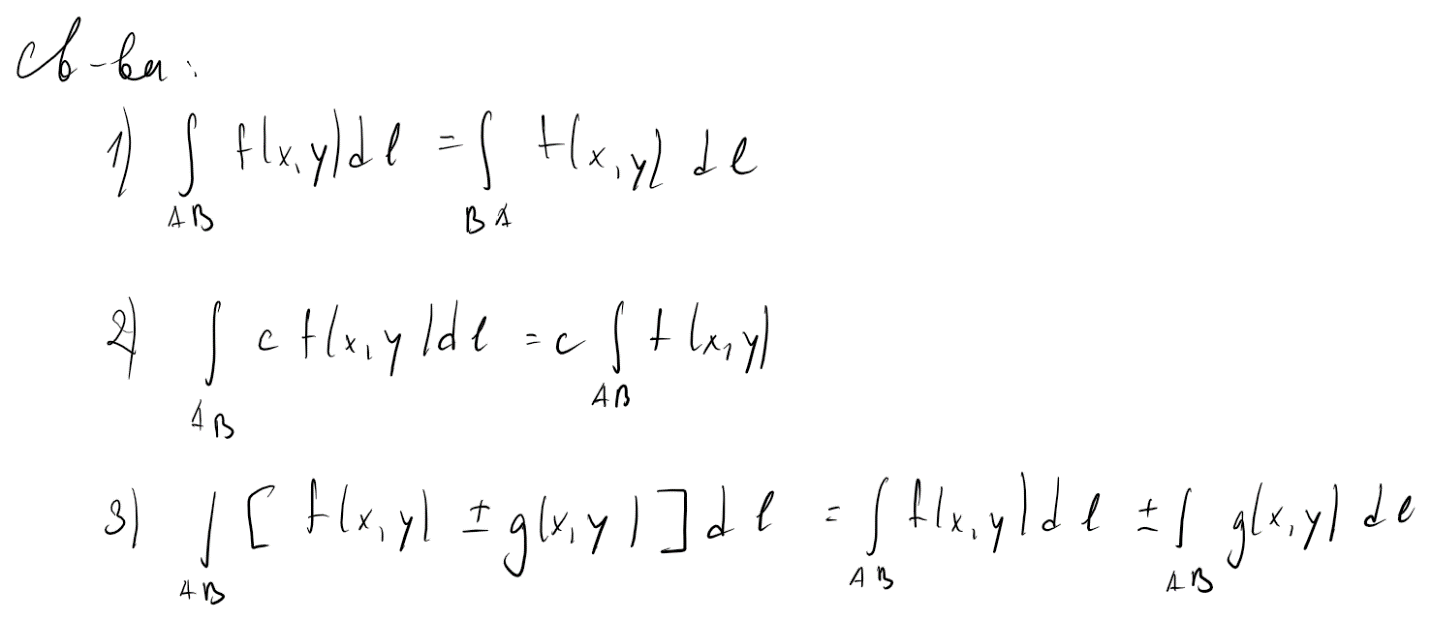 св-ва:
1) ∫_{AB} f(x,y)dl = ∫_{BA} f(x,y) dl
2) ∫_{AB} c f(x,y)dl = c ∫_{AB} f(x,y)
3) ∫_{AB} [f(x,y) ± g(x,y)]dl = ∫_{AB} f(x,y)dl ± ∫_{AB} g(x,y) dl